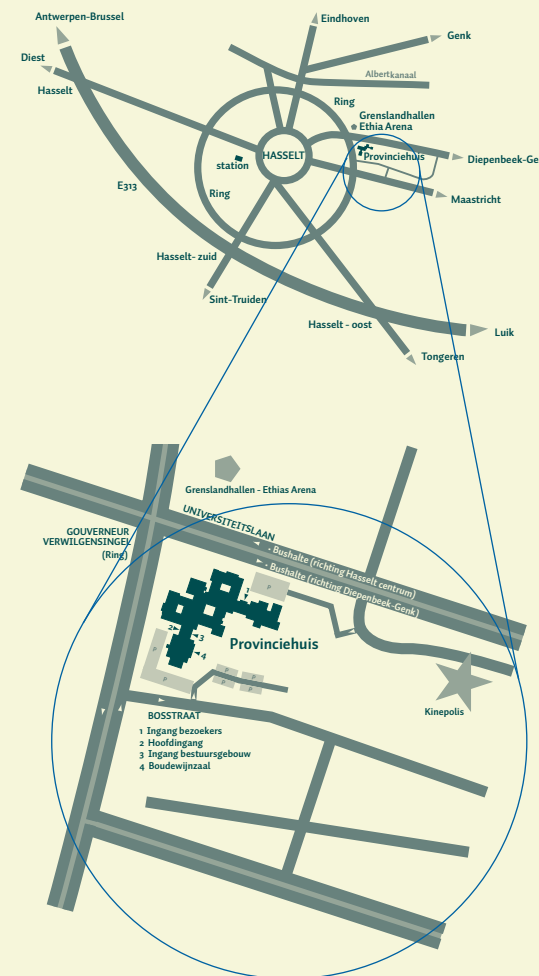 Antwerpen-Brussel
Eindhoven
Genk
Diest
Hasselt
Albertkanaal
Ring
Grenslandhallen
Ethia Arena
HASSELT
Provinciehuis
Diepenbeek-Ge
station
E313
Ring
Maastricht
Hasselt- zuid
Sint-Truiden
Hasselt - oost
Luik
Tongeren
Grenslandhallen - Ethias Arena
UNIVERSITEITSLAAN
GOUVERNEUR
VERWILGENSINGEL
(Ring)
- Bushalte (richting Hasselt centrum)
- Bushalte (richting Diepenbeek-Genk)
P
1
2
3
4
Provinciehuis
P
P
P
P
P
P
Kinepolis
BOSSTRAAT
1 Ingang bezoekers
2 Hoofdingang
3 Ingang bestuursgebouw
4 Boudewijnzaal